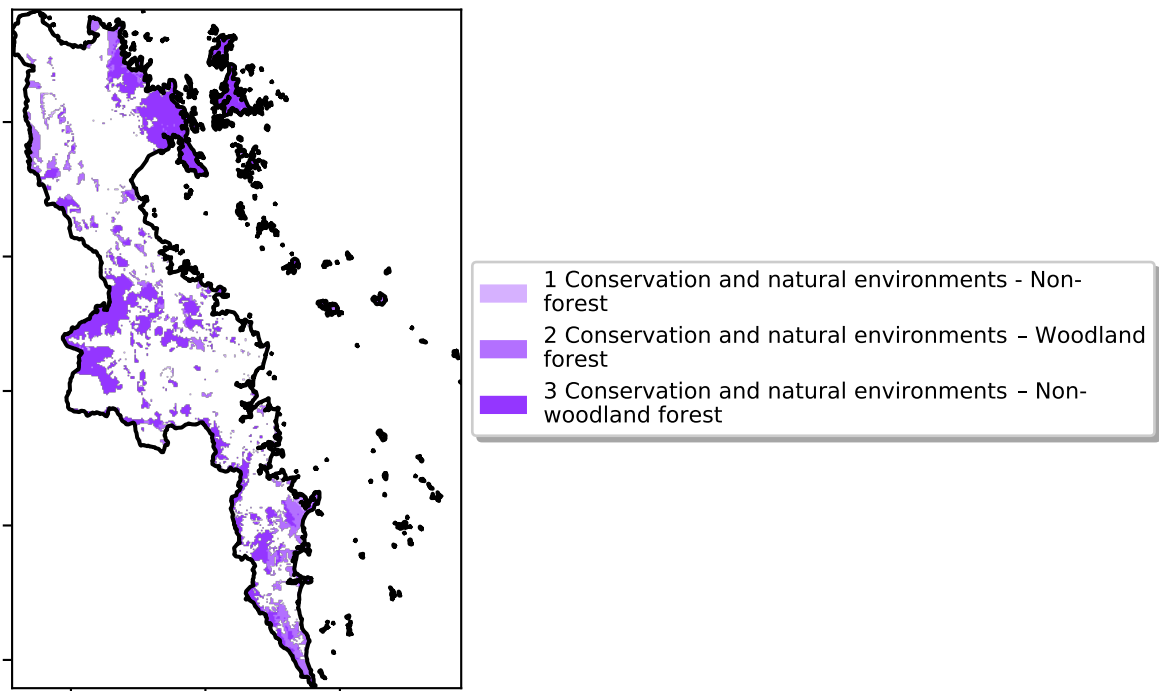 1 Conservation and natural environments - Non-
forest
2 Conservation and natural environments – Woodland
forest
3 Conservation and natural environments – Non-
woodland forest